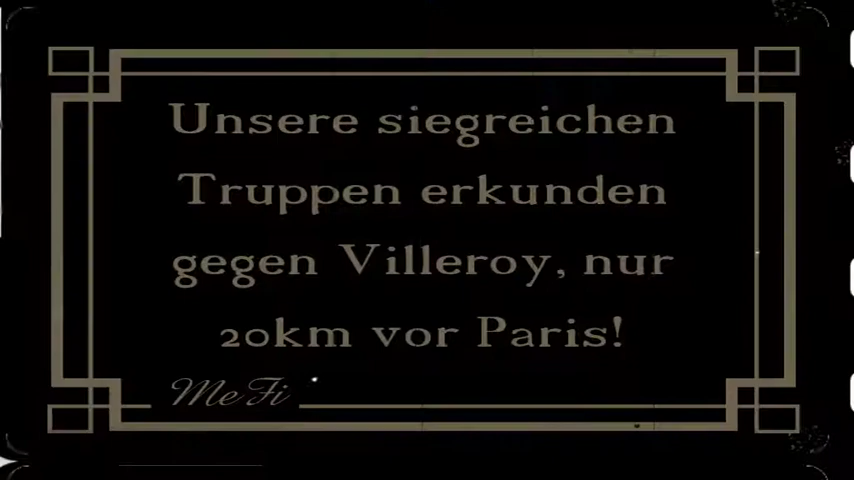 Unsere siegreichen
Truppen erkunden
gegen Villeroy, nur
20km vor Paris!
MeFi